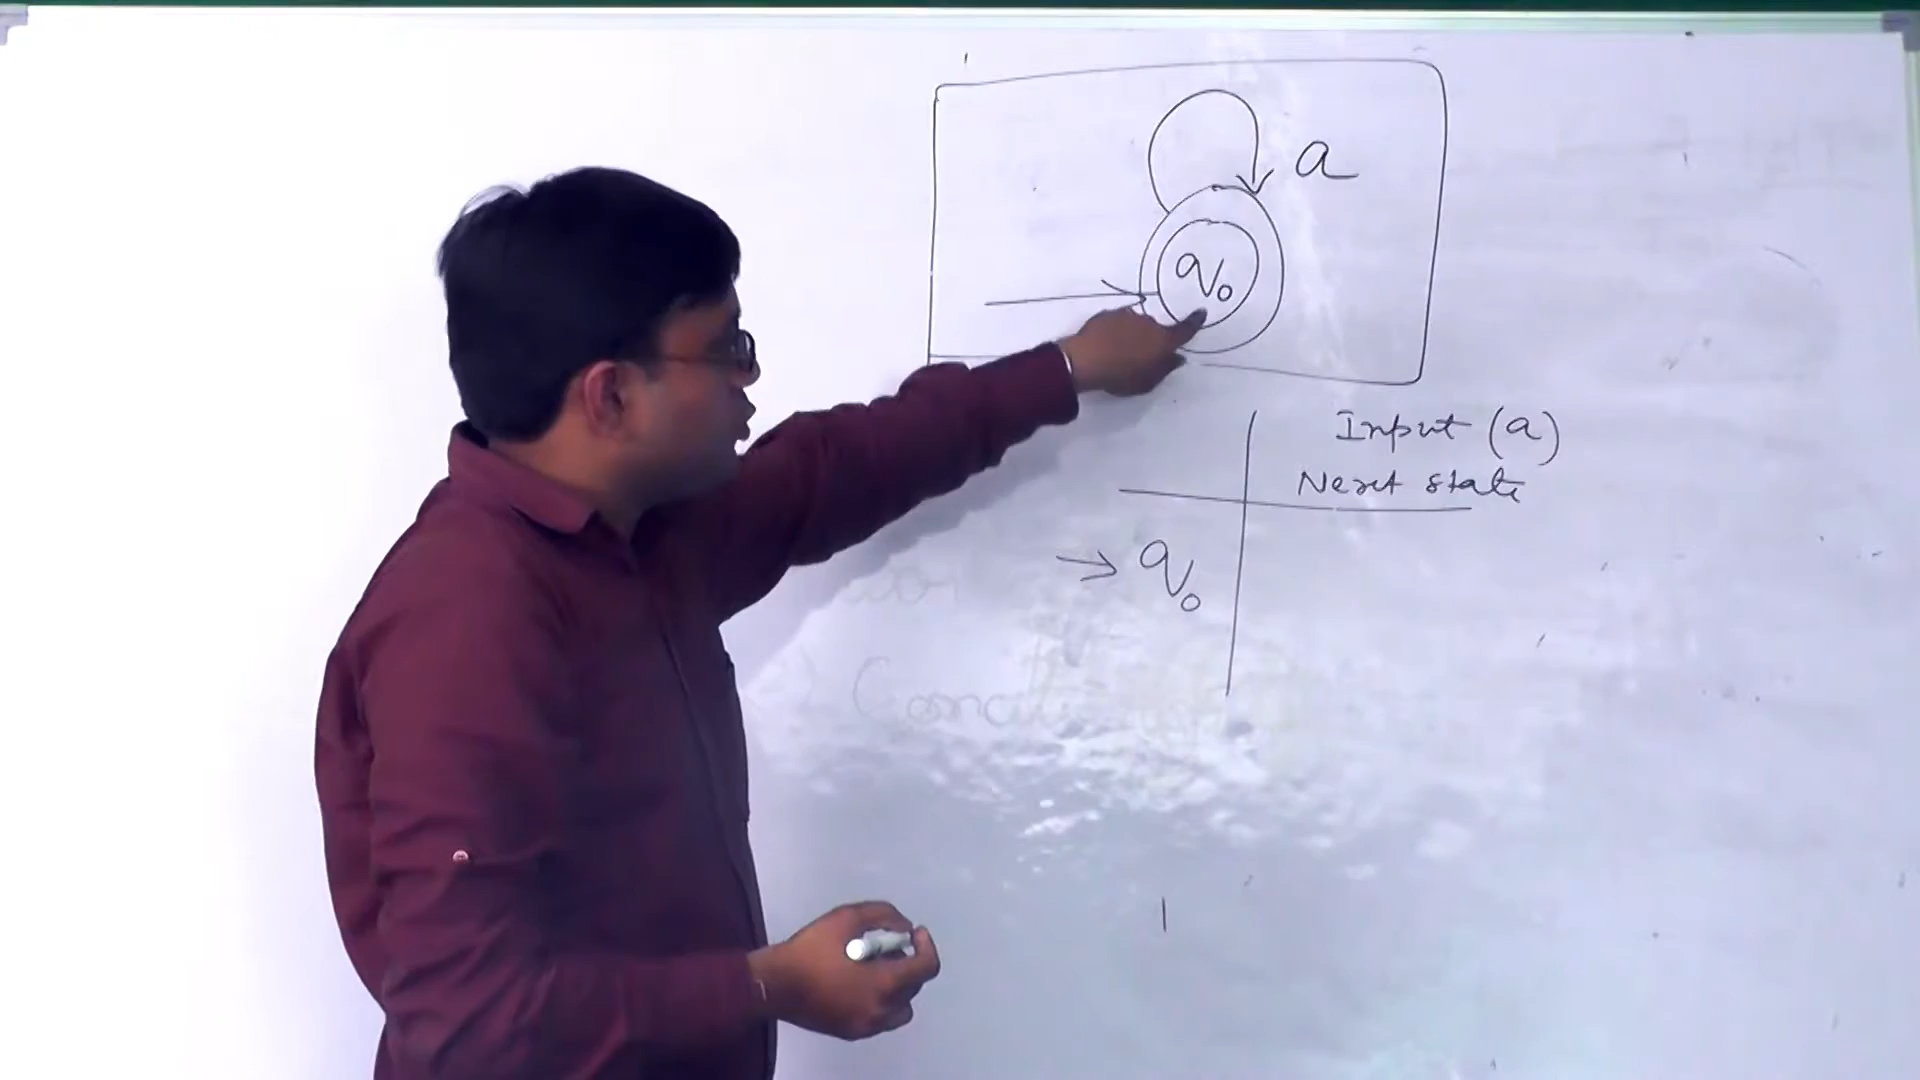 a
q₀
Input (a)
Next state
→ q₀